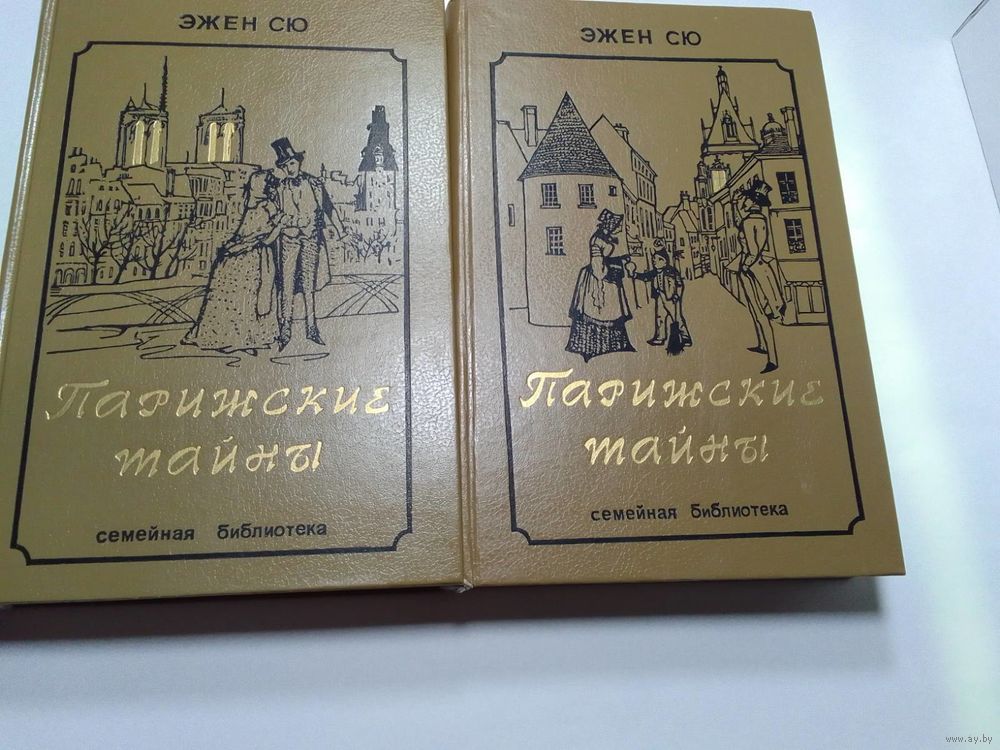 ЭЖЕН СЮ
Парижские
тайны
семейная библиотека
ЭЖЕН СЮ
Парижские
тайны
семейная библиотека
www.ay.by